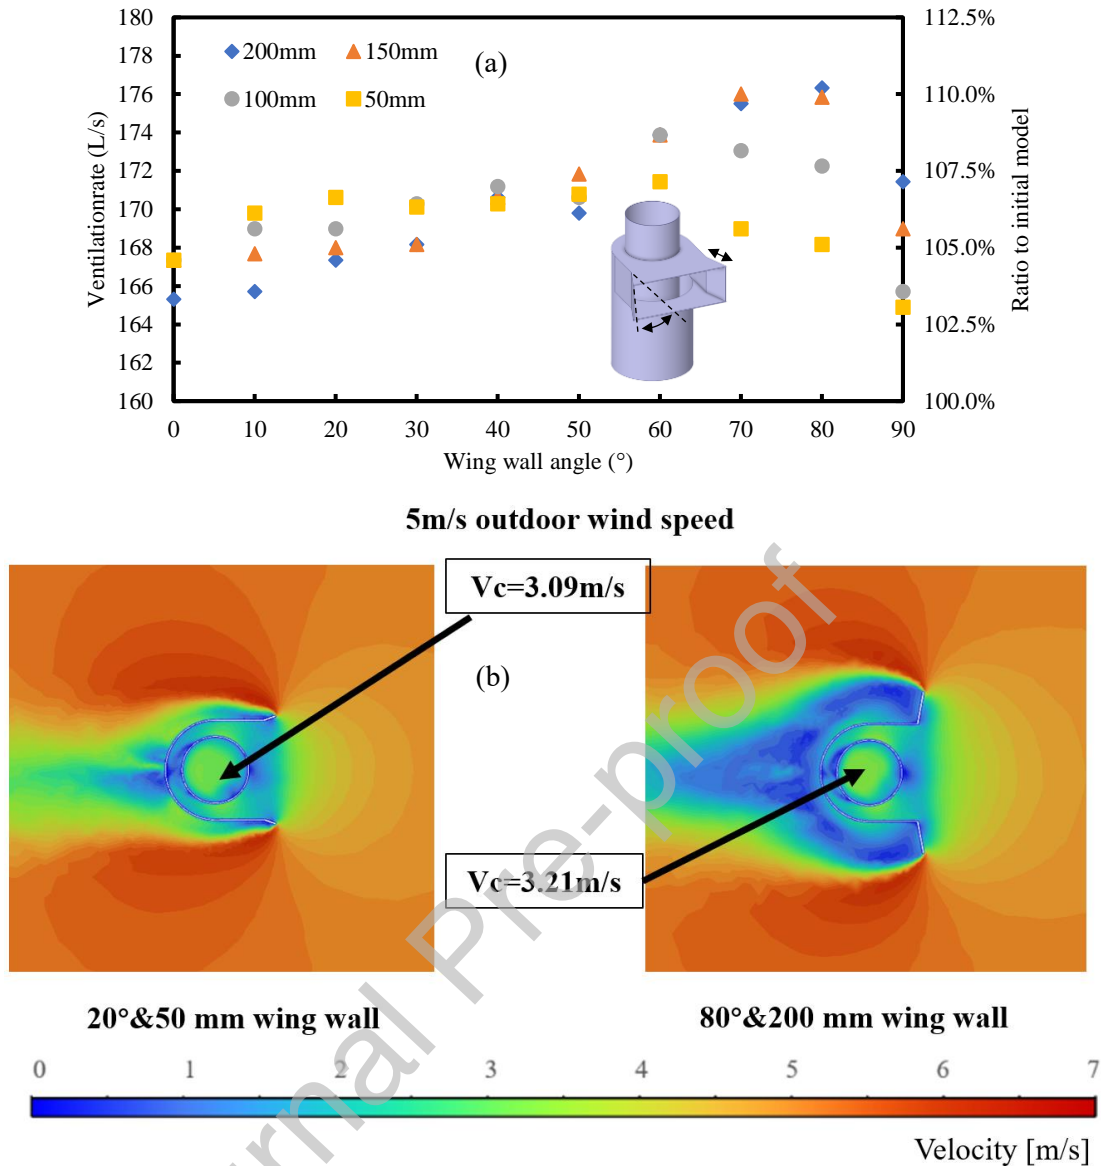 180
178
176
174
172
170
168
166
164
162
160
Ventilationrate (L/s)
200mm
150mm
100mm
50mm
(a)
112.5%
110.0%
107.5%
105.0%
102.5%
100.0%
Ratio to initial model
0 10 20 30 40 50 60 70 80 90
Wing wall angle (°)
5m/s outdoor wind speed
Vc=3.09m/s
(b)
Vc=3.21m/s
20°&50 mm wing wall
80°&200 mm wing wall
0 1 2 3 4 5 6 7
Velocity [m/s]
rnal Pre-proof